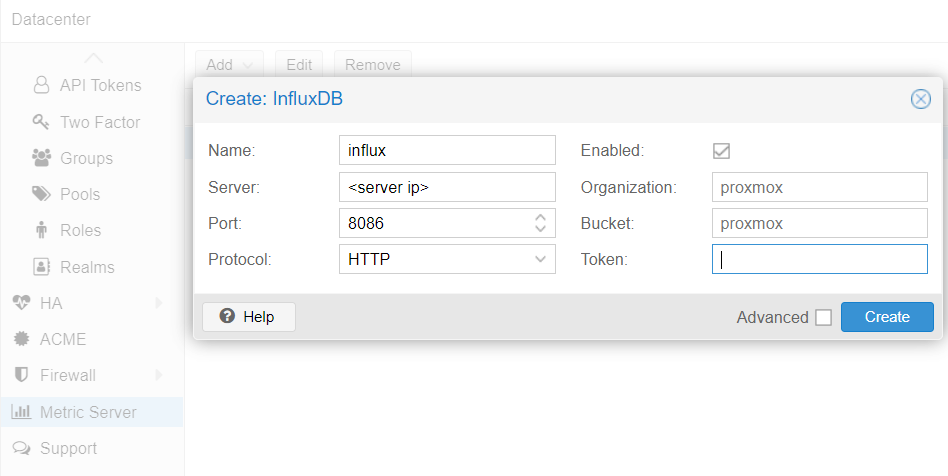 Datacenter
API Tokens
Two Factor
Groups
Pools
Roles
Realms
HA
ACME
Firewall
Metric Server
Support
Add Edit Remove
Create: InfluxDB
Name: influx Enabled:
Server: <server ip> Organization: proxmox
Port: 8086 Bucket: proxmox
Protocol: HTTP Token:
Help Advanced Create